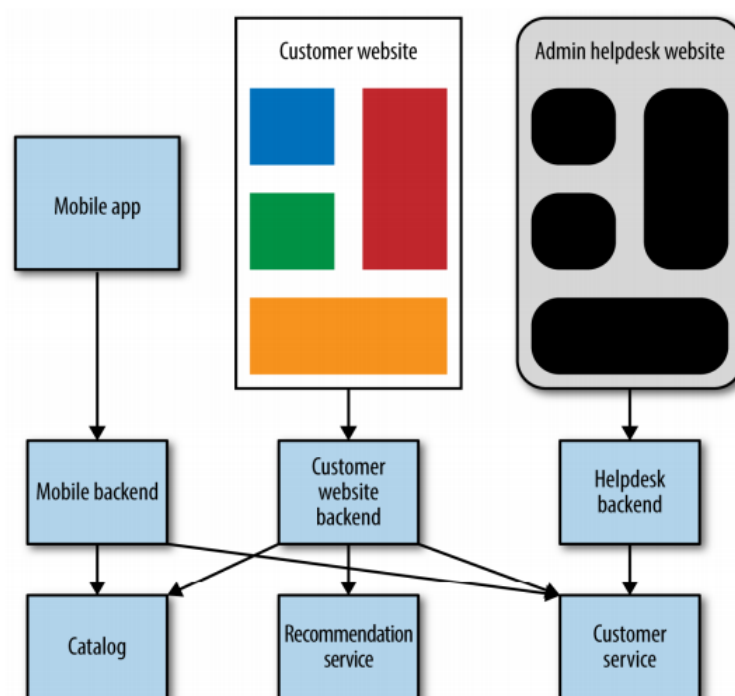 Customer website
Admin helpdesk website
Mobile app
Mobile backend
Customer
website
backend
Helpdesk
backend
Catalog
Recommendation
service
Customer
service